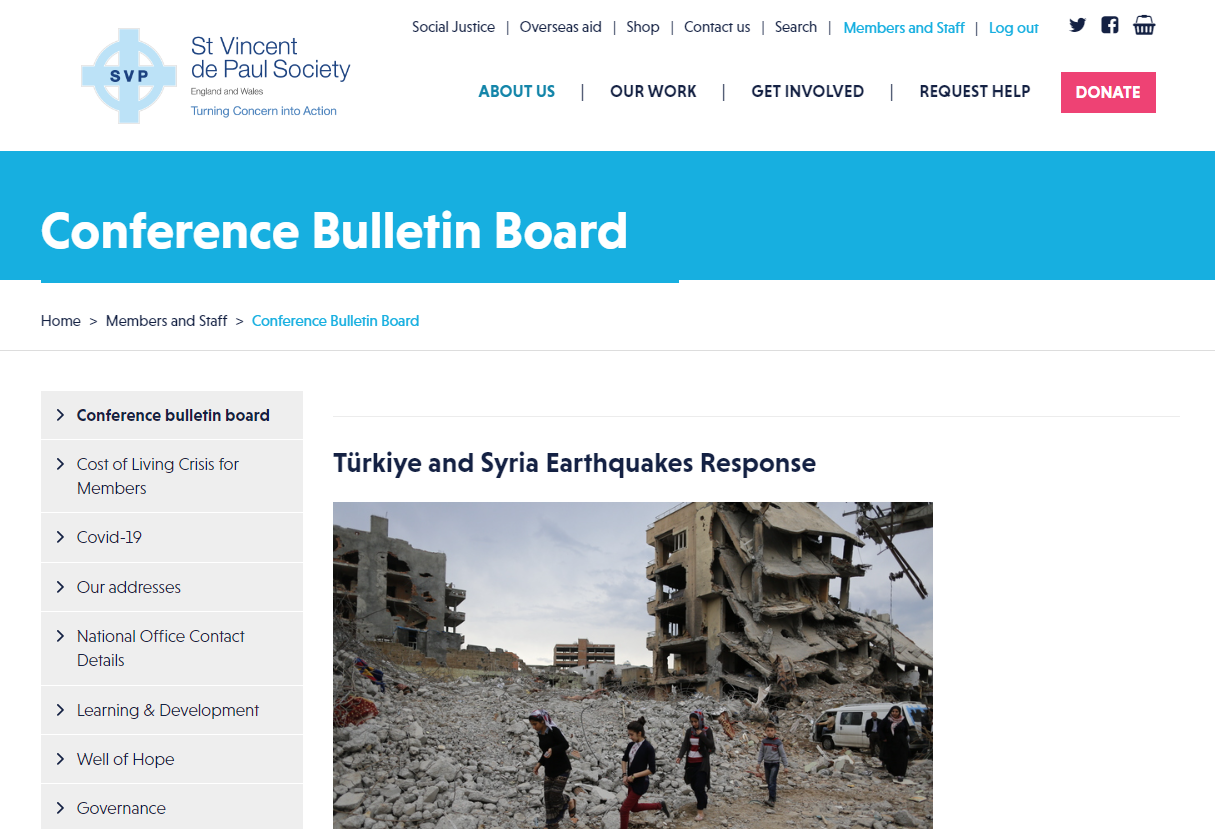 Social Justice | Overseas aid | Shop | Contact us | Search | Members and Staff | Log out
SVP
St Vincent
de Paul Society
England and Wales
Turning Concern into Action
ABOUT US | OUR WORK | GET INVOLVED | REQUEST HELP
DONATE
Conference Bulletin Board
Home > Members and Staff > Conference Bulletin Board
Conference bulletin board
Cost of Living Crisis for
Members
Covid-19
Our addresses
National Office Contact
Details
Learning & Development
Well of Hope
Governance
Türkiye and Syria Earthquakes Response